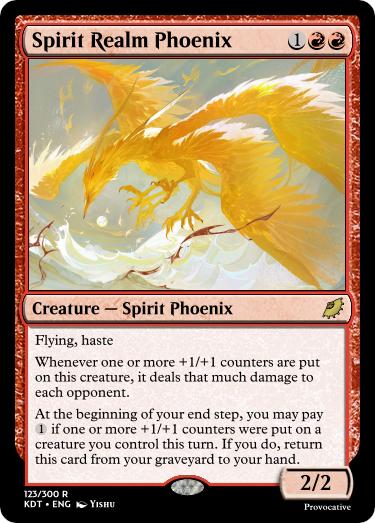 Spirit Realm Phoenix 1
Creature — Spirit Phoenix
Flying, haste
Whenever one or more +1/+1 counters are put
on this creature, it deals that much damage to
each opponent.
At the beginning of your end step, you may pay
1 if one or more +1/+1 counters were put on a
creature you control this turn. If you do, return
this card from your graveyard to your hand.
2/2
123/300 R
KDT • ENG Yishu
Provocative